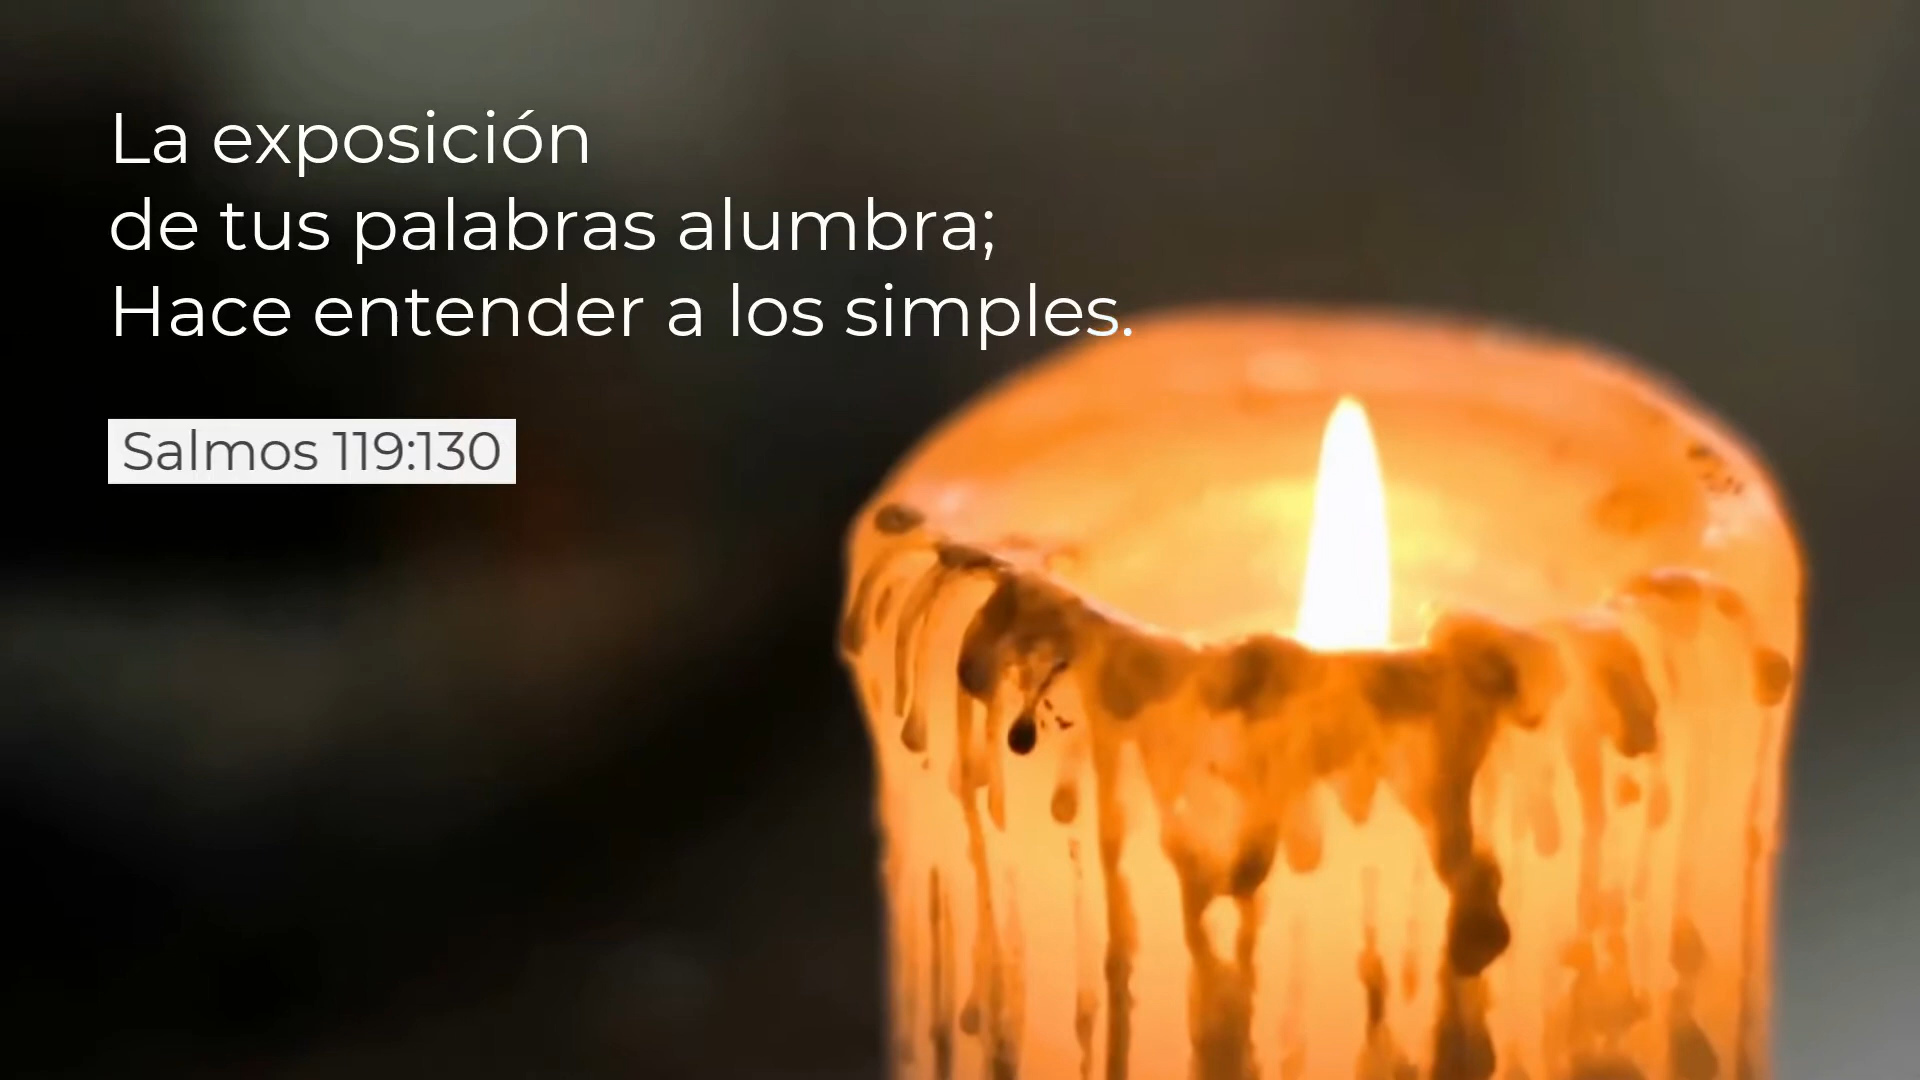 La exposición
de tus palabras alumbra;
Hace entender a los simples.
Salmos 119:130